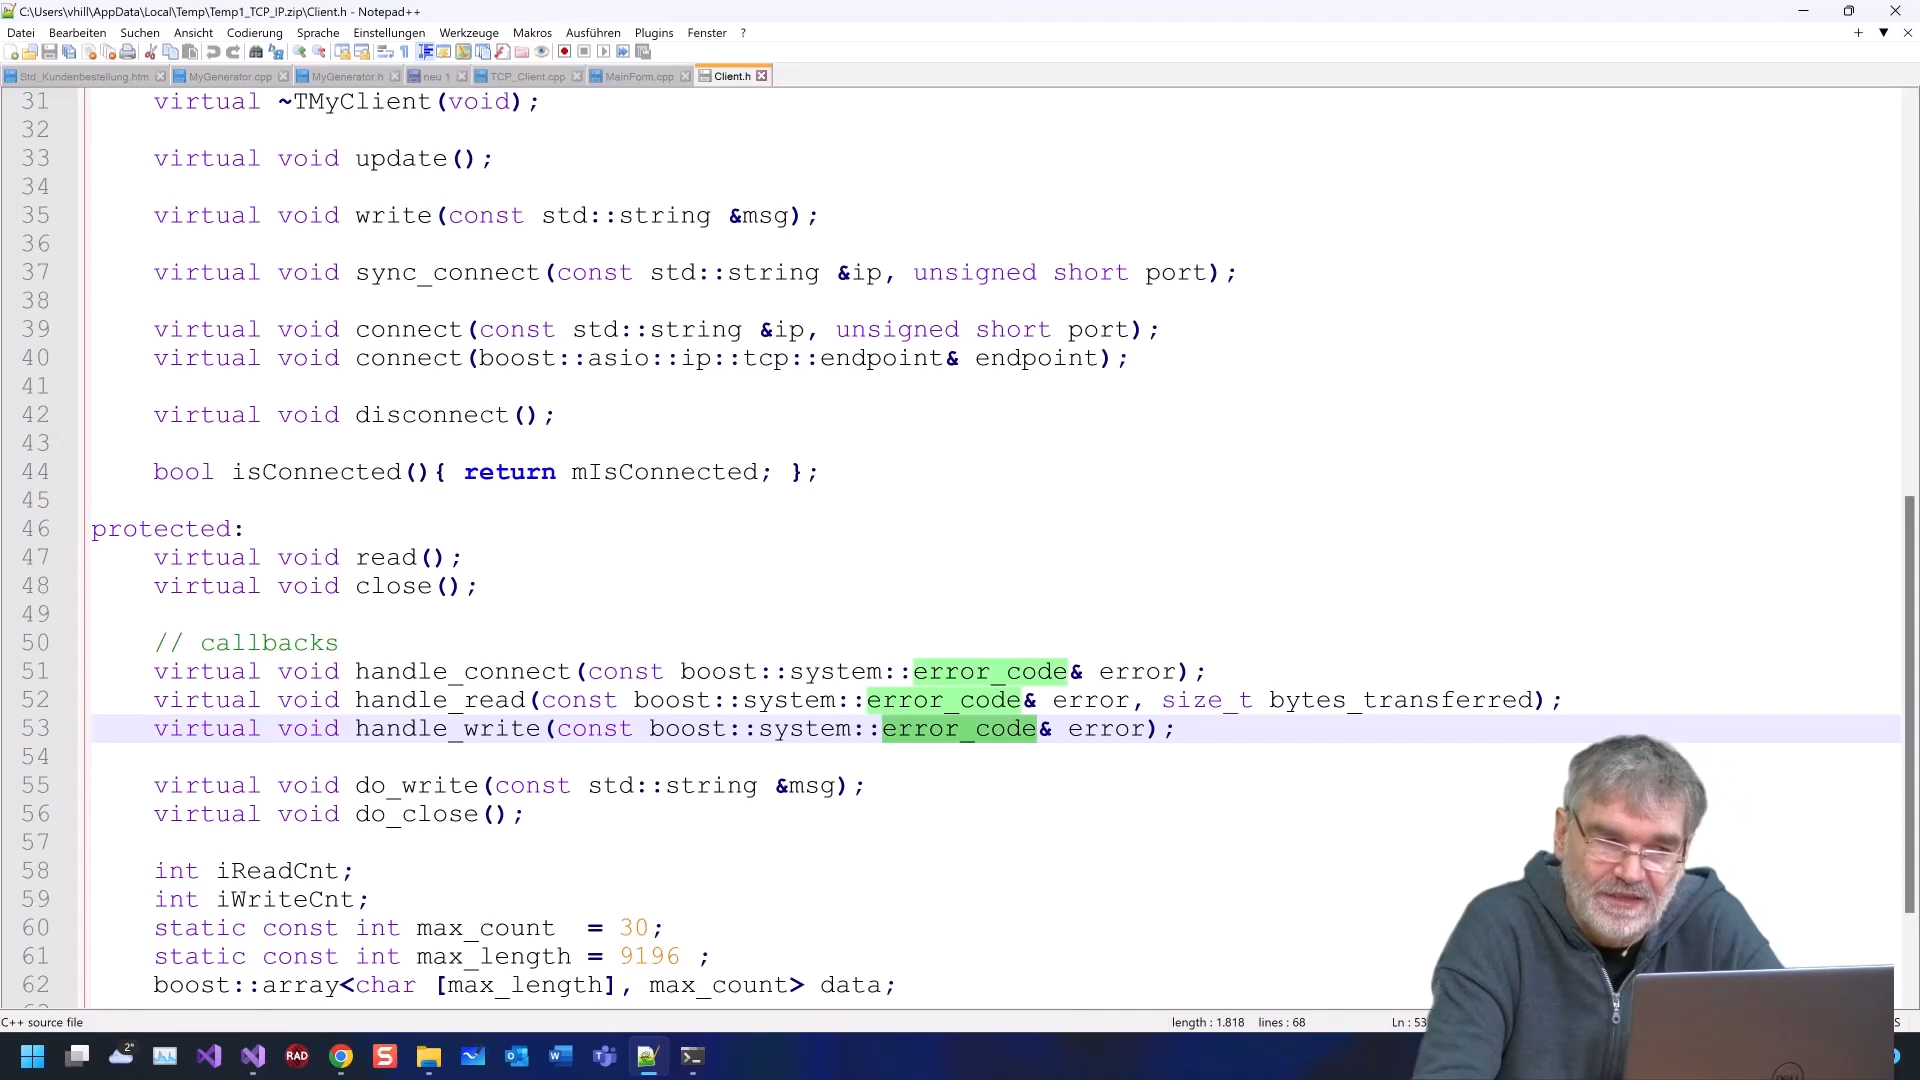 C:\Users\vhill\AppData\Local\Temp\Temp1_TCP_IP.zip\Client.h - Notepad++
Datei Bearbeiten Suchen Ansicht Codierung Sprache Einstellungen Werkzeuge Makros Ausführen Plugins Fenster ?
Std_Kundenbestellung.htm MyGenerator.cpp MyGenerator.h neu 1 TCP_Client.cpp MainForm.cpp Client.h
31 virtual ~TMyClient(void);
32
33 virtual void update();
34
35 virtual void write(const std::string &msg);
36
37 virtual void sync_connect(const std::string &ip, unsigned short port);
38
39 virtual void connect(const std::string &ip, unsigned short port);
40 virtual void connect(boost::asio::ip::tcp::endpoint& endpoint);
41
42 virtual void disconnect();
43
44 bool isConnected(){ return mIsConnected; };
45
46 protected:
47 virtual void read();
48 virtual void close();
49
50 // callbacks
51 virtual void handle_connect(const boost::system::error_code& error);
52 virtual void handle_read(const boost::system::error_code& error, size_t bytes_transferred);
53 virtual void handle_write(const boost::system::error_code& error);
54
55 virtual void do_write(const std::string &msg);
56 virtual void do_close();
57
58 int iReadCnt;
59 int iWriteCnt;
60 static const int max_count = 30;
61 static const int max_length = 9196 ;
62 boost::array<char [max_length], max_count> data;
C++ source file length : 1.818 lines : 68 Ln : 53
2° RAD